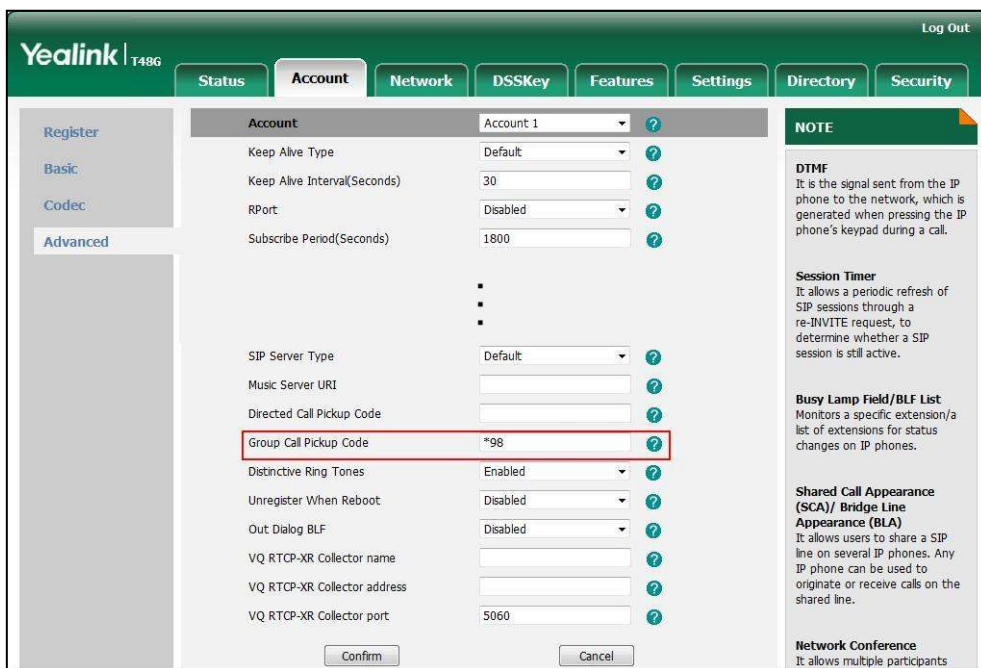 Log Out
Yealink T48G
Status Account Network DSSKey Features Settings Directory Security
Register
Basic
Codec
Advanced
Account Account 1 ?
Keep Alive Type Default ?
Keep Alive Interval(Seconds) 30 ?
RPort Disabled ?
Subscribe Period(Seconds) 1800 ?
SIP Server Type Default ?
Music Server URI ?
Directed Call Pickup Code ?
Group Call Pickup Code *98 ?
Distinctive Ring Tones Enabled ?
Unregister When Reboot Disabled ?
Out Dialog BLF Disabled ?
VQ RTCP-XR Collector name ?
VQ RTCP-XR Collector address ?
VQ RTCP-XR Collector port 5060 ?
Confirm Cancel
NOTE
DTMF
It is the signal sent from the IP
phone to the network, which is
generated when pressing the IP
phone's keypad during a call.
Session Timer
It allows a periodic refresh of
SIP sessions through a
re-INVITE request, to
determine whether a SIP
session is still active.
Busy Lamp Field/BLF List
Monitors a specific extension/a
list of extensions for status
changes on IP phones.
Shared Call Appearance
(SCA)/ Bridge Line
Appearance (BLA)
It allows users to share a SIP
line on several IP phones. Any
IP phone can be used to
originate or receive calls on the
shared line.
Network Conference
It allows multiple participants